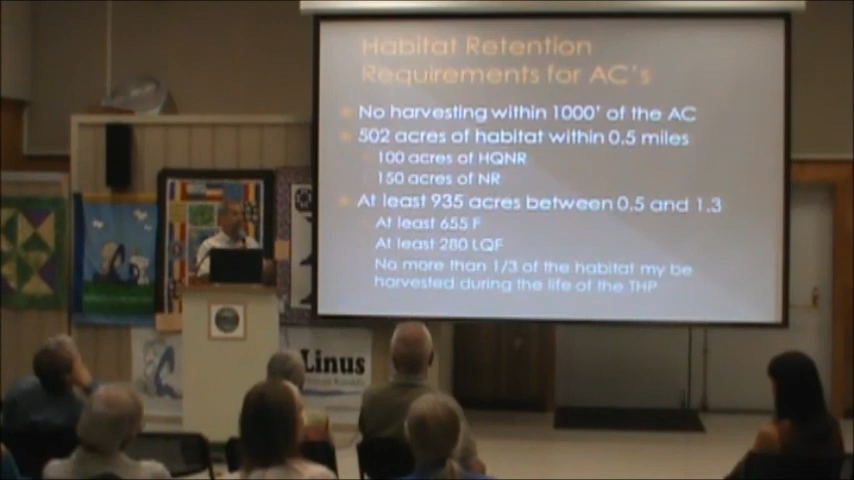 Habitat Retention
Requirements for AC's
No harvesting within 1000' of the AC
502 acres of habitat within 0.5 miles
100 acres of HQNR
150 acres of NR
At least 935 acres between 0.5 and 1.3
At least 655 F
At least 280 LQF
No more than 1/3 of the habitat my be
harvested during the life of the THP
Linus